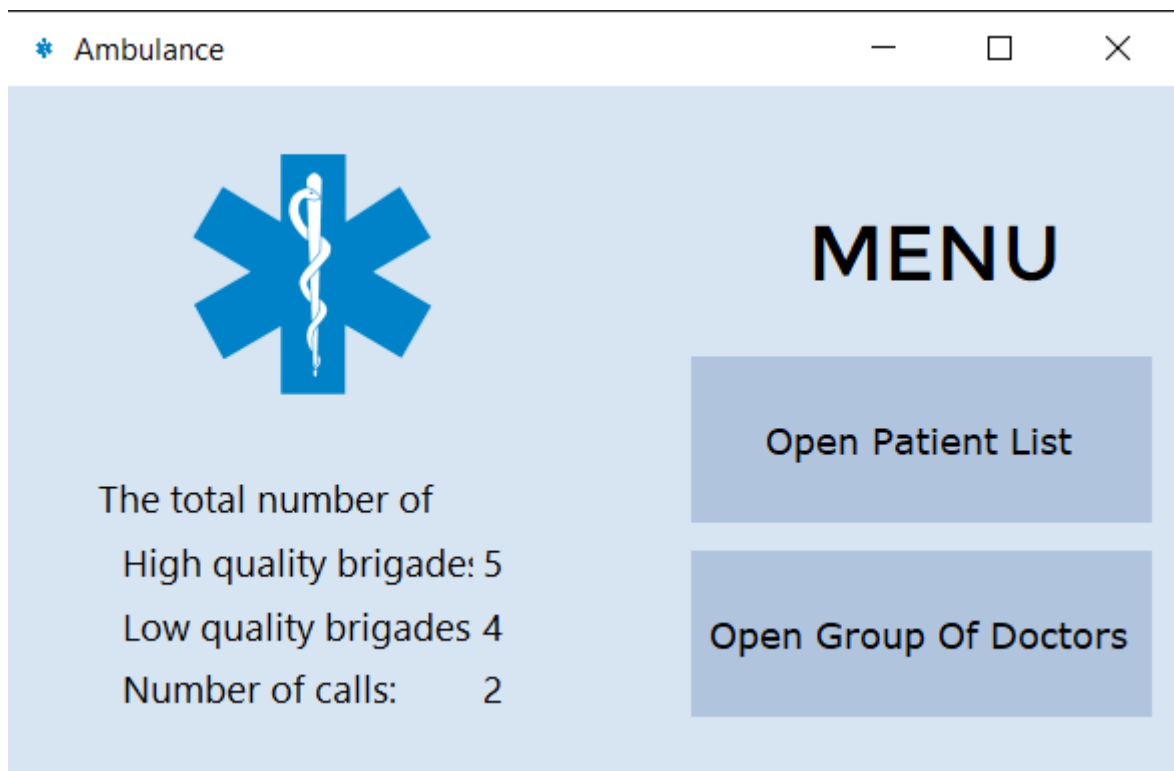 Ambulance
MENU
Open Patient List
Open Group Of Doctors
The total number of
High quality brigades
5
Low quality brigades
4
Number of calls:
2